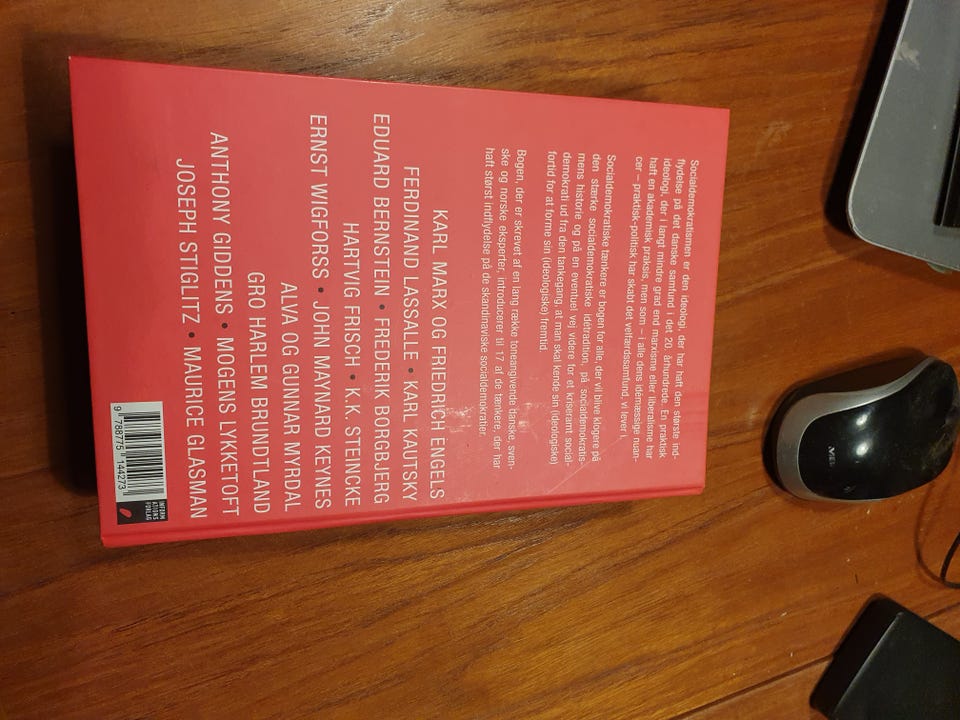 Socialdemokratismen er den ideologi, der har haft den største ind-
flydelse på det danske samfund i det 20. århundrede. En praktisk
ideologi, der i langt mindre grad end marxisme eller liberalisme har
haft en akademisk praksis, men som – i alle dens idémæssige nuan-
cer – praktisk-politisk har skabt det velfærdssamfund, vi lever i.
Socialdemokratiske tænkere er bogen for alle, der vil blive klogere på
den stærke socialdemokratiske idétradition, på socialdemokratis-
mens historie og på en eventuel vej videre for et kriseramt social-
demokrati ud fra den tankegang, at man skal kende sin (ideologiske)
fortid for at forme sin (ideologiske) fremtid.
Bogen, der er skrevet af en lang række toneangivende danske, sven-
ske og norske eksperter, introducerer til 17 af de tænkere, der har
haft størst indflydelse på de skandinaviske socialdemokratier.
KARL MARX OG FRIEDRICH ENGELS
FERDINAND LASSALLE • KARL KAUTSKY
EDUARD BERNSTEIN • FREDERIK BORGBJERG
HARTVIG FRISCH • K.K. STEINCKE
ERNST WIGFORSS • JOHN MAYNARD KEYNES
ALVA OG GUNNAR MYRDAL
GRO HARLEM BRUNDTLAND
ANTHONY GIDDENS • MOGENS LYKKETOFT
JOSEPH STIGLITZ • MAURICE GLASMAN
9 788775 144273
INFORM
ATIONS
FORLAG